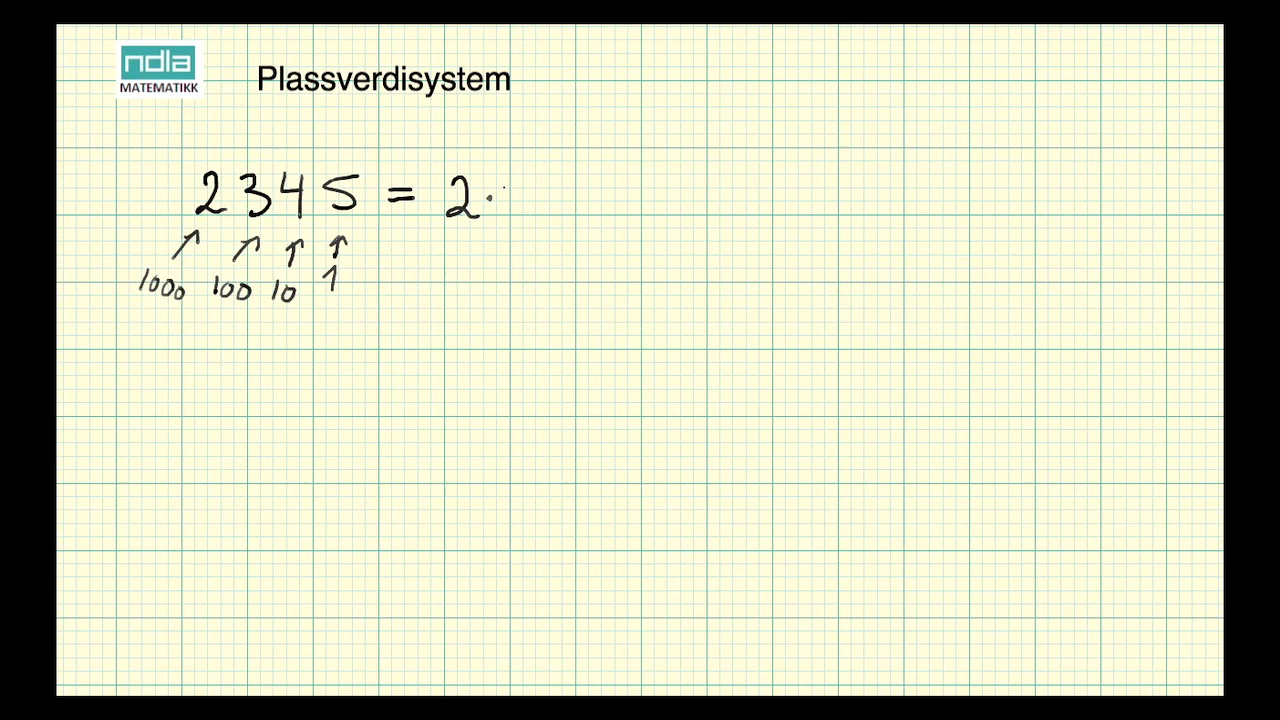 ndla
MATEMATIKK
Plassverdisystem
2345 = 2·
1000 100 10 1